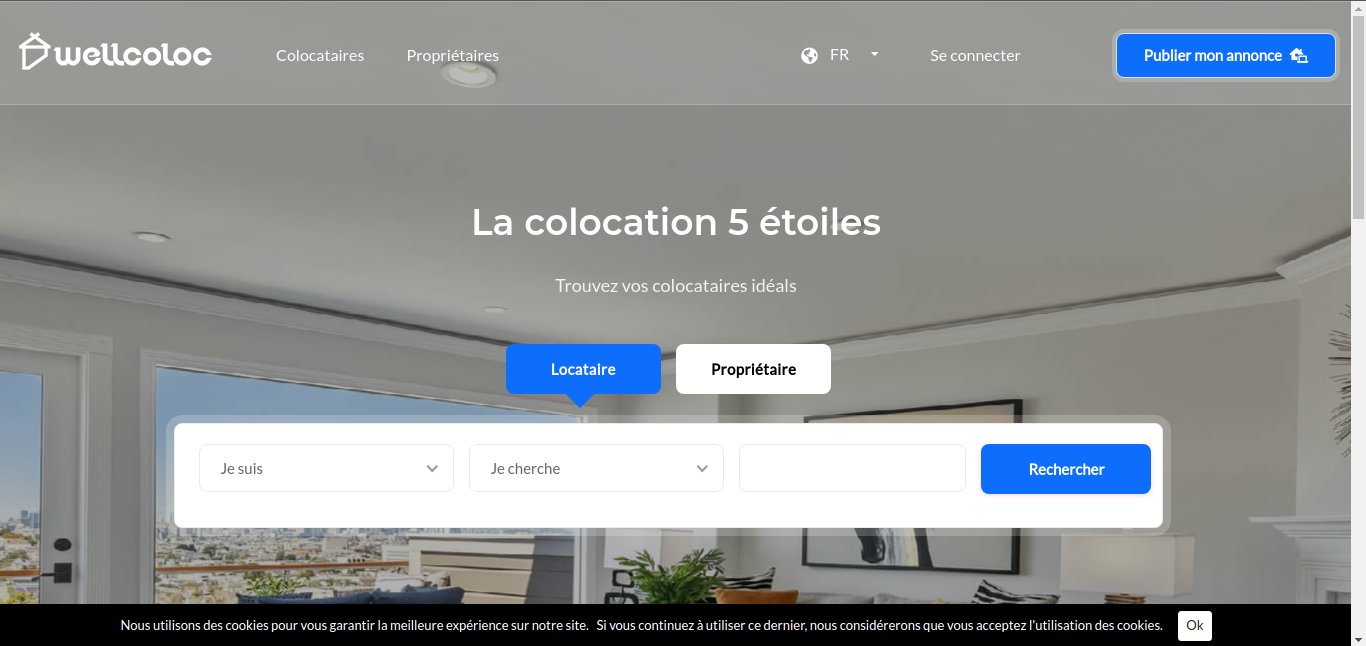 wellcoloc
Colocataires
Propriétaires
FR
Se connecter
Publier mon annonce
La colocation 5 étoiles
Trouvez vos colocataires idéals
Locataire
Propriétaire
Je suis
Je cherche
Rechercher
Nous utilisons des cookies pour vous garantir la meilleure expérience sur notre site. Si vous continuez à utiliser ce dernier, nous considérerons que vous acceptez l'utilisation des cookies.
Ok